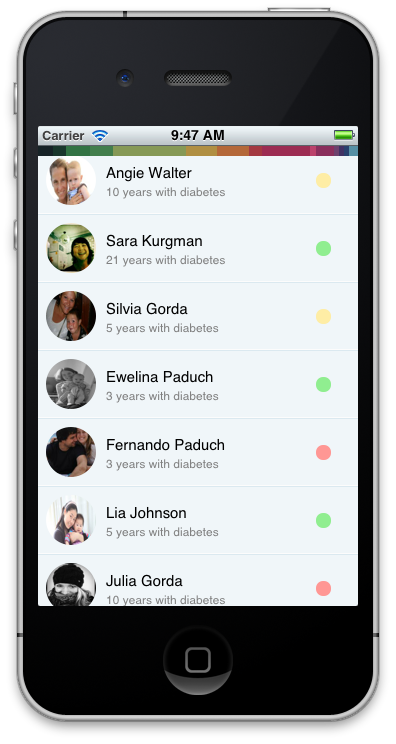 Carrier 9:47 AM
Angie Walter
10 years with diabetes
Sara Kurgman
21 years with diabetes
Silvia Gorda
5 years with diabetes
Ewelina Paduch
3 years with diabetes
Fernando Paduch
3 years with diabetes
Lia Johnson
5 years with diabetes
Julia Gorda
10 years with diabetes